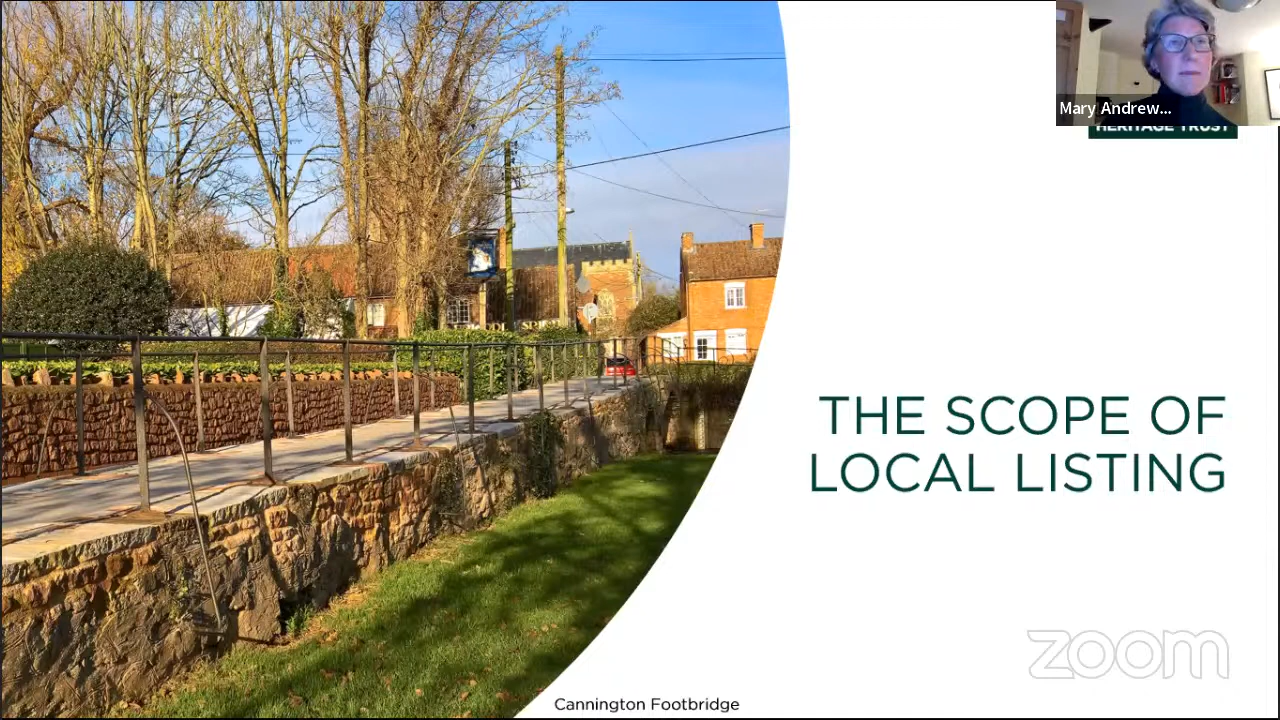 Mary Andrew...
HERITAGE TRUST
THE SCOPE OF
LOCAL LISTING
zoom
Cannington Footbridge